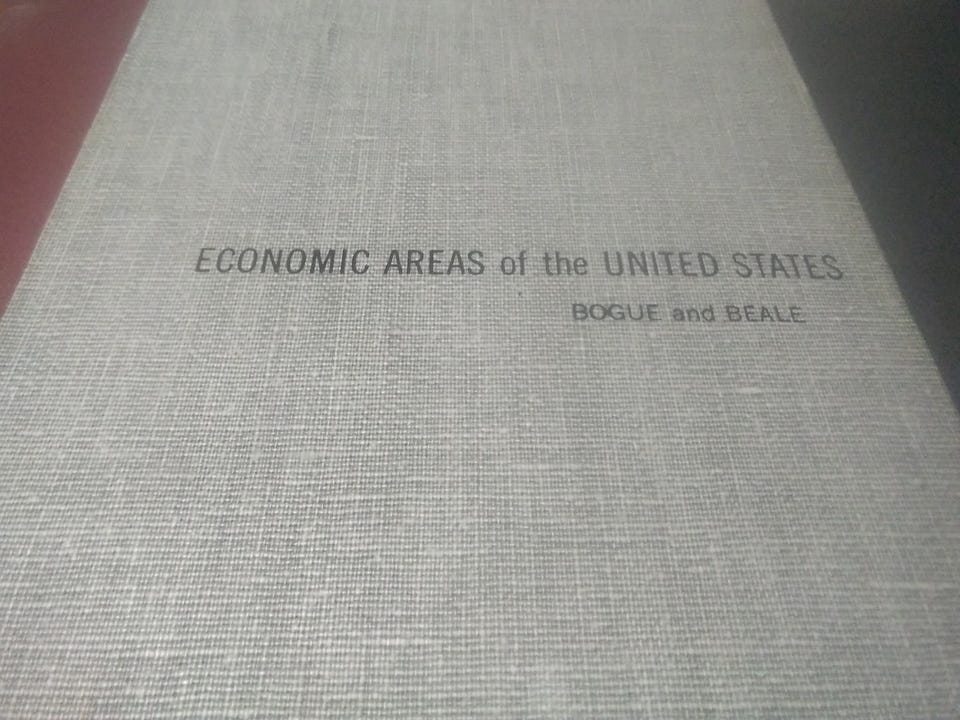 ECONOMIC AREAS of the UNITED STATES
BOGUE and BEALE